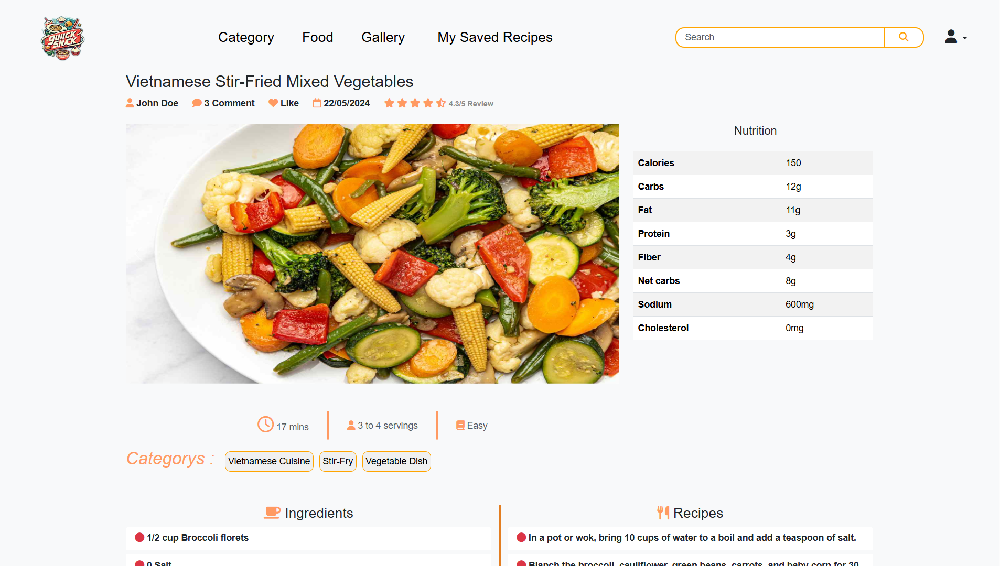 QUICK
SNACK
Category Food Gallery My Saved Recipes Search
Vietnamese Stir-Fried Mixed Vegetables
John Doe 3 Comment Like 22/05/2024 4.3/5 Review
Nutrition
Calories 150
Carbs 12g
Fat 11g
Protein 3g
Fiber 4g
Net carbs 8g
Sodium 600mg
Cholesterol 0mg
17 mins 3 to 4 servings Easy
Categorys : Vietnamese Cuisine Stir-Fry Vegetable Dish
Ingredients
1/2 cup Broccoli florets
0 Salt
Recipes
In a pot or wok, bring 10 cups of water to a boil and add a teaspoon of salt.
Blanch the broccoli, cauliflower, green beans, carrots, and baby corn for 30